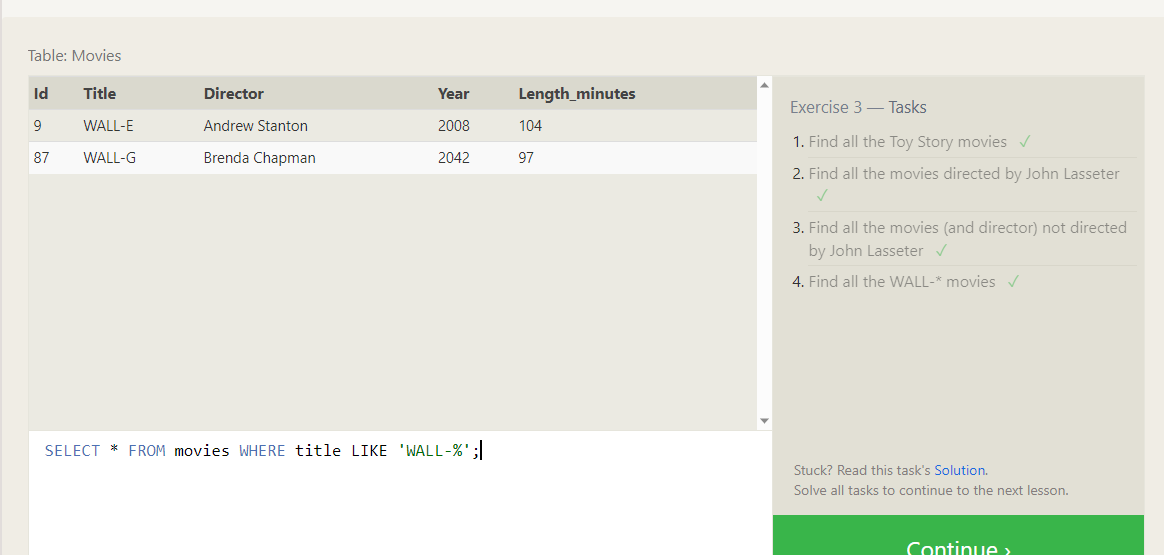 Table: Movies
Id Title Director Year Length_minutes
9 WALL-E Andrew Stanton 2008 104
87 WALL-G Brenda Chapman 2042 97
SELECT * FROM movies WHERE title LIKE 'WALL-%';
Exercise 3 — Tasks
1. Find all the Toy Story movies ✓
2. Find all the movies directed by John Lasseter
✓
3. Find all the movies (and director) not directed
by John Lasseter ✓
4. Find all the WALL-* movies ✓
Stuck? Read this task's Solution.
Solve all tasks to continue to the next lesson.
Continue ›